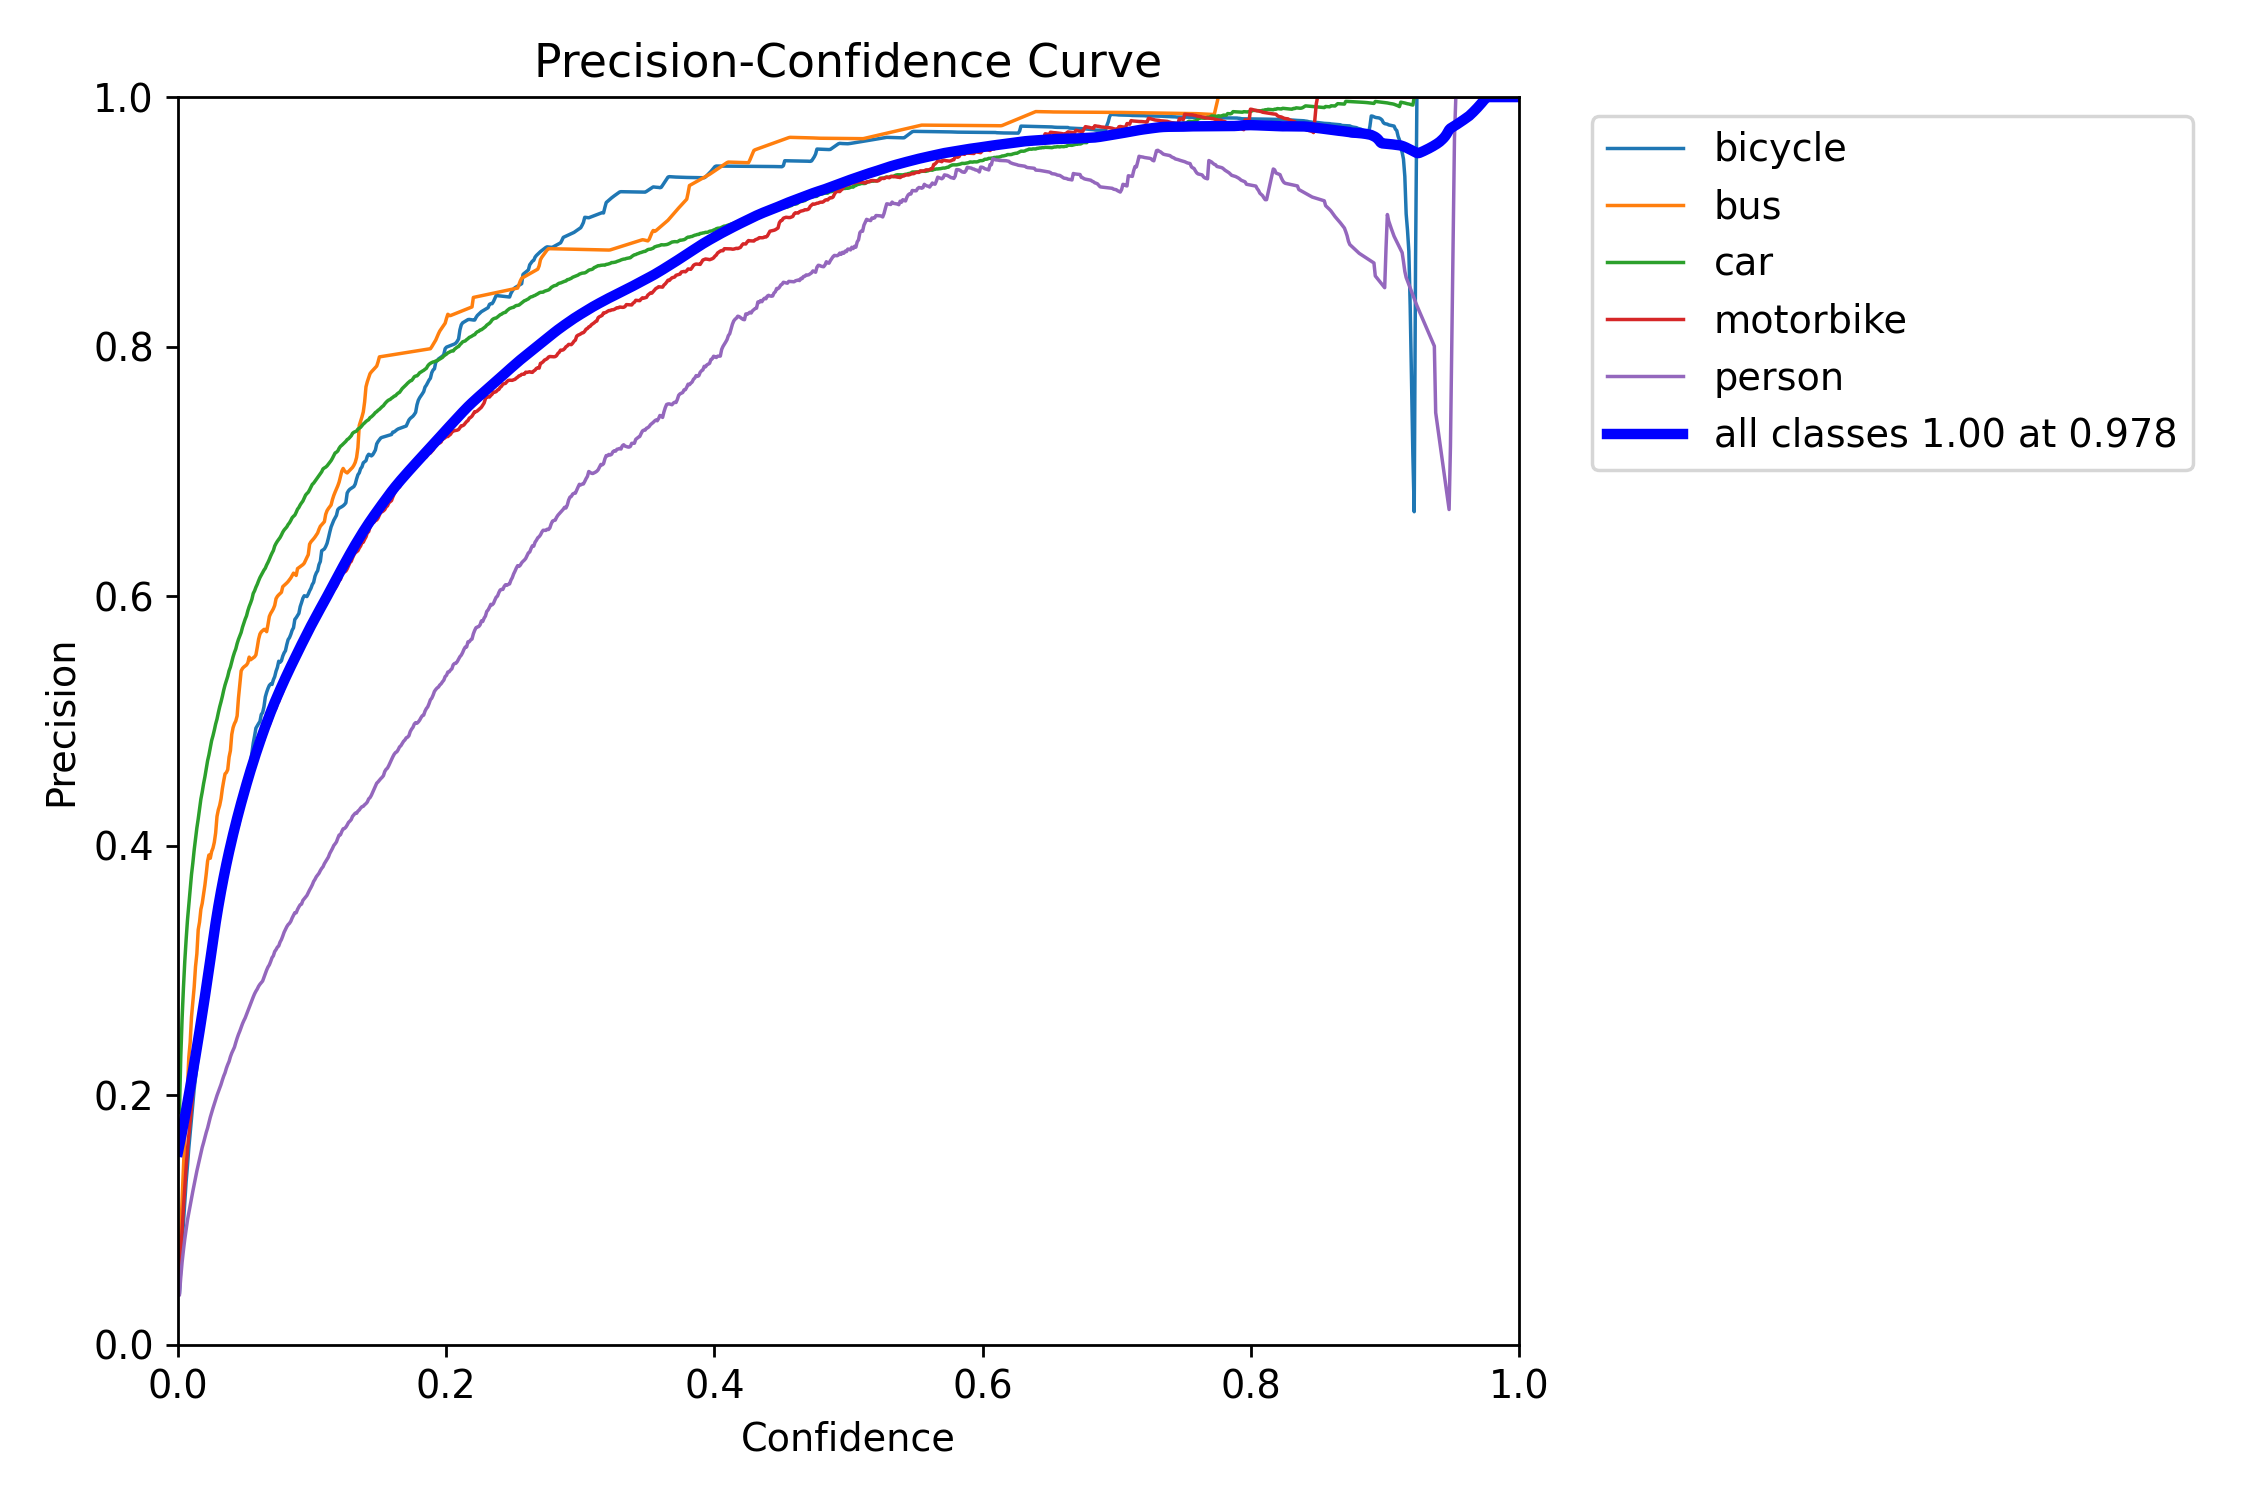 Precision-Confidence Curve
1.0
0.8
0.6
0.4
0.2
0.0
Precision
0.0 0.2 0.4 0.6 0.8 1.0
Confidence
bicycle
bus
car
motorbike
person
all classes 1.00 at 0.978